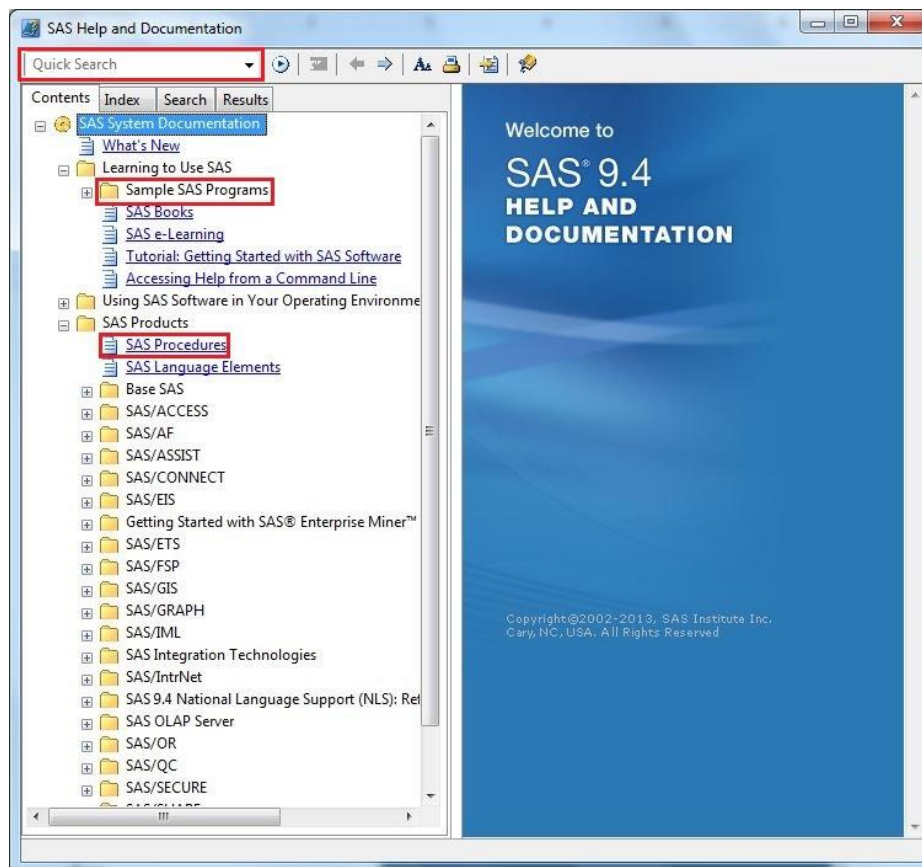 SAS Help and Documentation
Quick Search
Contents Index Search Results
SAS System Documentation
What's New
Learning to Use SAS
Sample SAS Programs
SAS Books
SAS e-Learning
Tutorial: Getting Started with SAS Software
Accessing Help from a Command Line
Using SAS Software in Your Operating Environme
SAS Products
SAS Procedures
SAS Language Elements
Base SAS
SAS/ACCESS
SAS/AF
SAS/ASSIST
SAS/CONNECT
SAS/EIS
Getting Started with SAS® Enterprise Miner™
SAS/ETS
SAS/FSP
SAS/GIS
SAS/GRAPH
SAS/IML
SAS Integration Technologies
SAS/IntrNet
SAS 9.4 National Language Support (NLS): Ref
SAS OLAP Server
SAS/OR
SAS/QC
SAS/SECURE
Welcome to
SAS® 9.4
HELP AND
DOCUMENTATION
Copyright©2002-2013, SAS Institute Inc.
Cary, NC, USA. All Rights Reserved